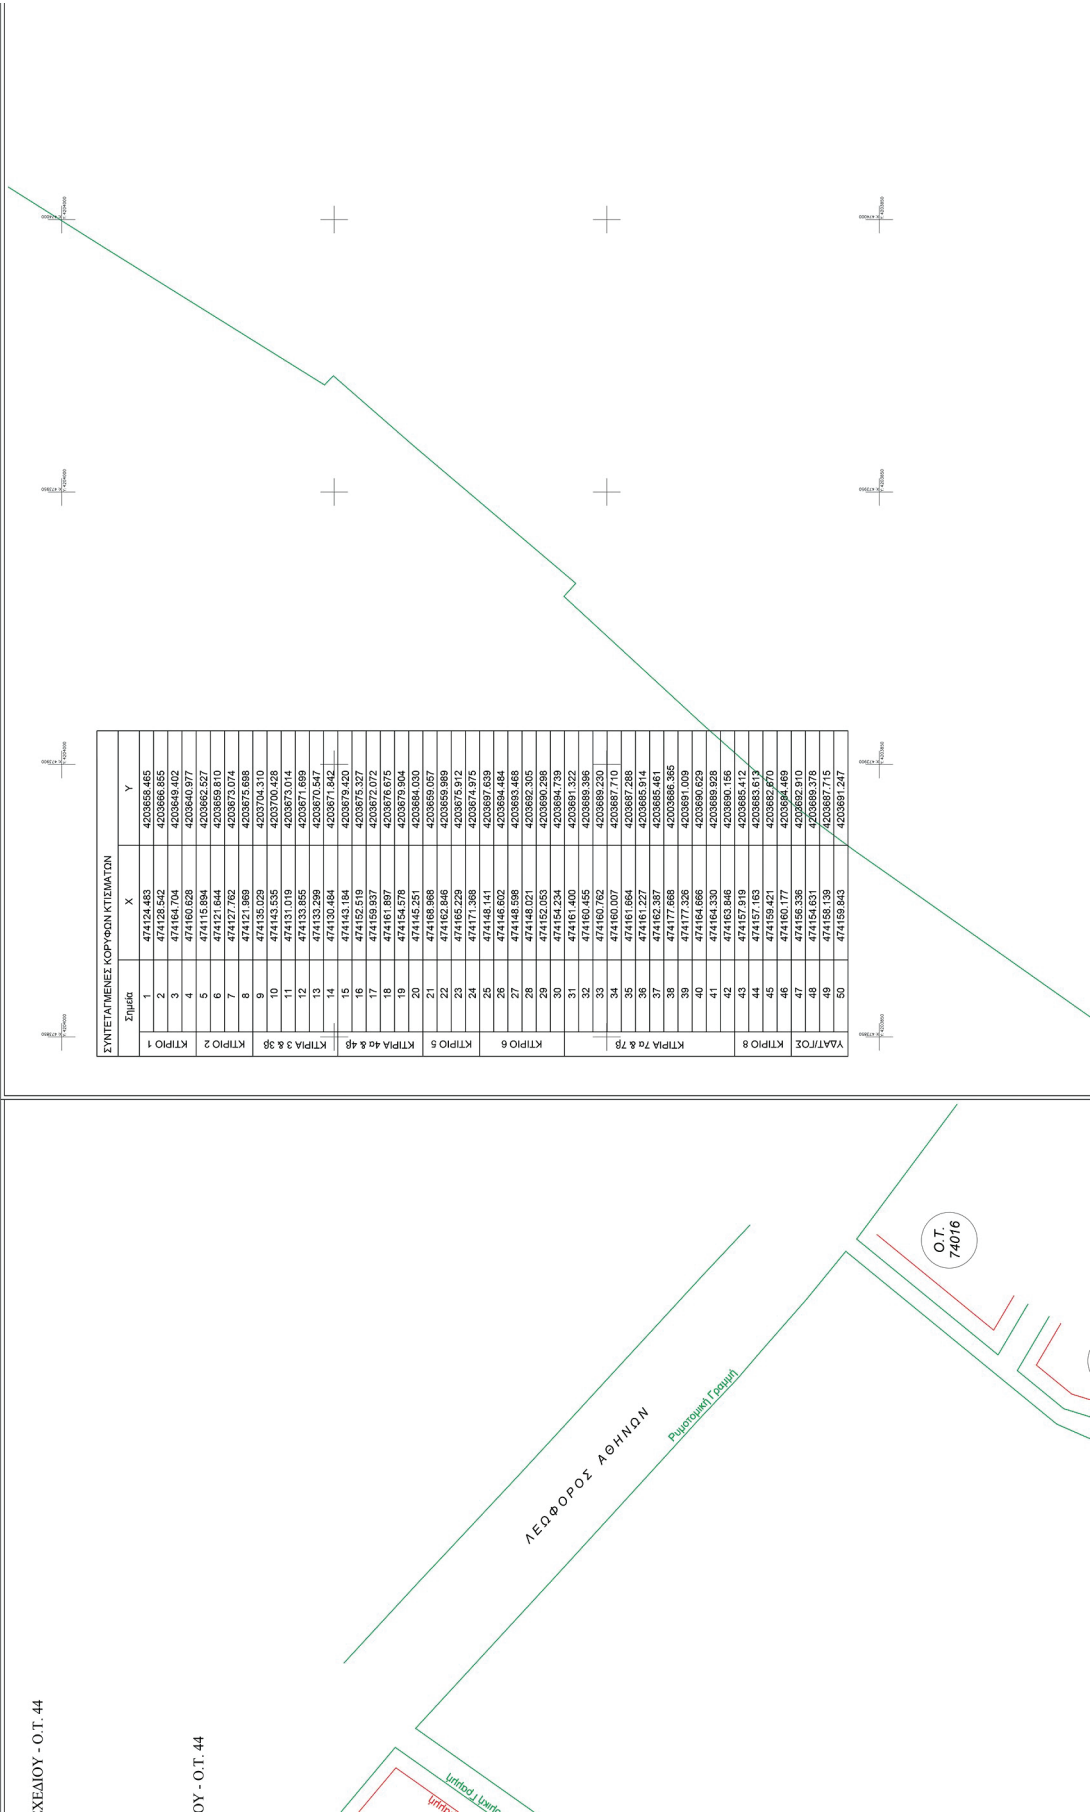 ΣΥΝΤΕΤΑΓΜΕΝΕΣ ΚΟΡΥΦΩΝ ΚΤΙΣΜΑΤΩΝ
Σημεία X Y
ΚΤΙΡΙΟ 1
1 474124.483 4203658.465
2 474128.542 4203666.855
3 474164.704 4203649.402
4 474160.628 4203640.977
ΚΤΙΡΙΟ 2
5 474115.894 4203662.527
6 474121.644 4203659.810
7 474127.762 4203673.074
8 474121.969 4203675.698
ΚΤΙΡΙΑ 3 & 3β
9 474135.029 4203704.310
10 474143.535 4203700.428
11 474131.019 4203673.014
12 474133.855 4203671.699
13 474133.299 4203670.547
14 474130.484 4203671.842
ΚΤΙΡΙΑ 4α & 4β
15 474143.184 4203679.420
16 474152.519 4203675.327
17 474159.937 4203672.072
18 474161.897 4203676.675
19 474154.578 4203679.904
20 474145.251 4203684.030
ΚΤΙΡΙΟ 5
21 474168.968 4203659.057
22 474162.846 4203659.989
23 474165.229 4203675.912
24 474171.368 4203674.975
ΚΤΙΡΙΟ 6
25 474148.141 4203697.639
26 474146.602 4203694.484
27 474148.598 4203693.468
28 474148.021 4203692.305
29 474152.053 4203690.298
30 474154.234 4203694.739
ΚΤΙΡΙΑ 7α & 7β
31 474161.400 4203691.322
32 474160.455 4203689.396
33 474160.762 4203689.230
34 474160.007 4203687.710
35 474161.664 4203687.288
36 474161.227 4203685.914
37 474162.387 4203685.461
38 474177.668 4203686.365
39 474177.326 4203691.009
40 474164.666 4203690.629
41 474164.330 4203689.928
42 474163.846 4203690.156
ΚΤΙΡΙΟ 8
43 474157.919 4203685.412
44 474157.163 4203683.613
45 474159.421 4203682.670
46 474160.177 4203684.469
ΥΔΑΤ/ΓΟΣ
47 474156.336 4203692.910
48 474154.631 4203689.378
49 474158.139 4203687.715
50 474159.843 4203691.247
Ο.Τ.
74016
ΛΕΩΦΟΡΟΣ ΑΘΗΝΩΝ
Ρυμοτομική Γραμμή
ΧΕΔΙΟΥ - Ο.Τ. 44
ΟΥ - Ο.Τ. 44